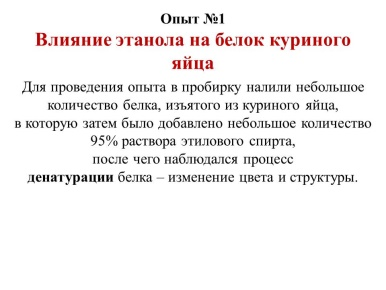 Опыт №1
Влияние этанола на белок куриного
яйца
Для проведения опыта в пробирку налили небольшое
количество белка, изъятого из куриного яйца,
в которую затем было добавлено небольшое количество
95% раствора этилового спирта,
после чего наблюдался процесс
денатурации белка – изменение цвета и структуры.